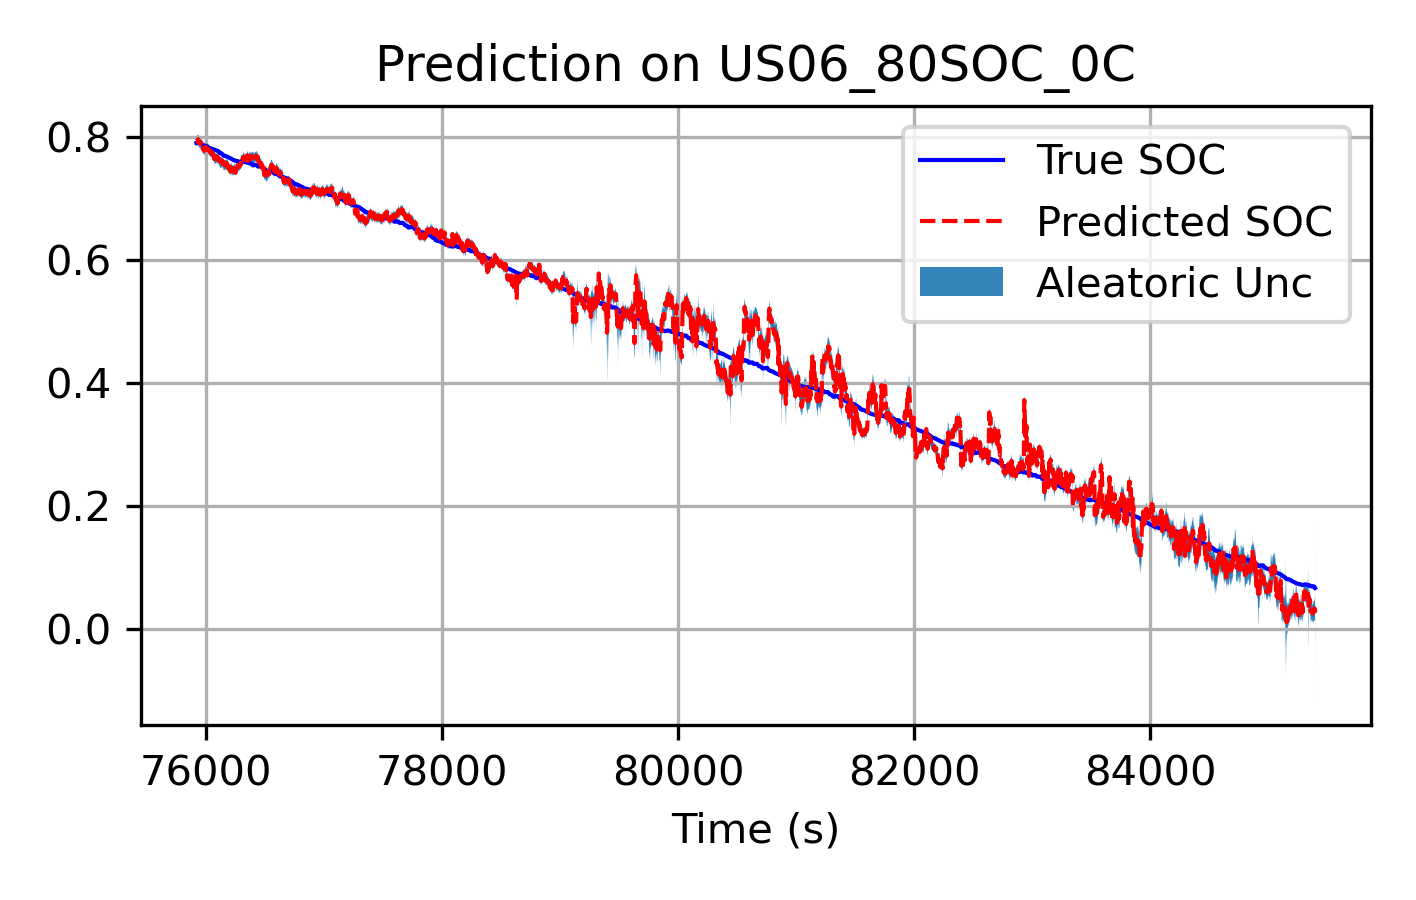 Prediction on US06_80SOC_0C
True SOC
Predicted SOC
Aleatoric Unc
0.8
0.6
0.4
0.2
0.0
76000 78000 80000 82000 84000
Time (s)